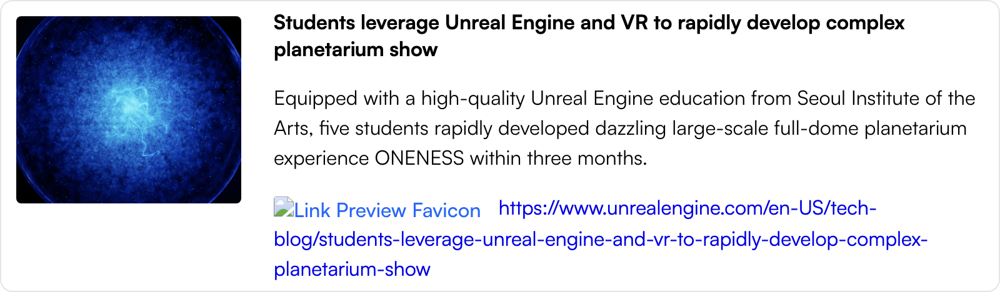 Students leverage Unreal Engine and VR to rapidly develop complex
planetarium show
Equipped with a high-quality Unreal Engine education from Seoul Institute of the
Arts, five students rapidly developed dazzling large-scale full-dome planetarium
experience ONENESS within three months.
Link Preview Favicon https://www.unrealengine.com/en-US/tech-
blog/students-leverage-unreal-engine-and-vr-to-rapidly-develop-complex-
planetarium-show